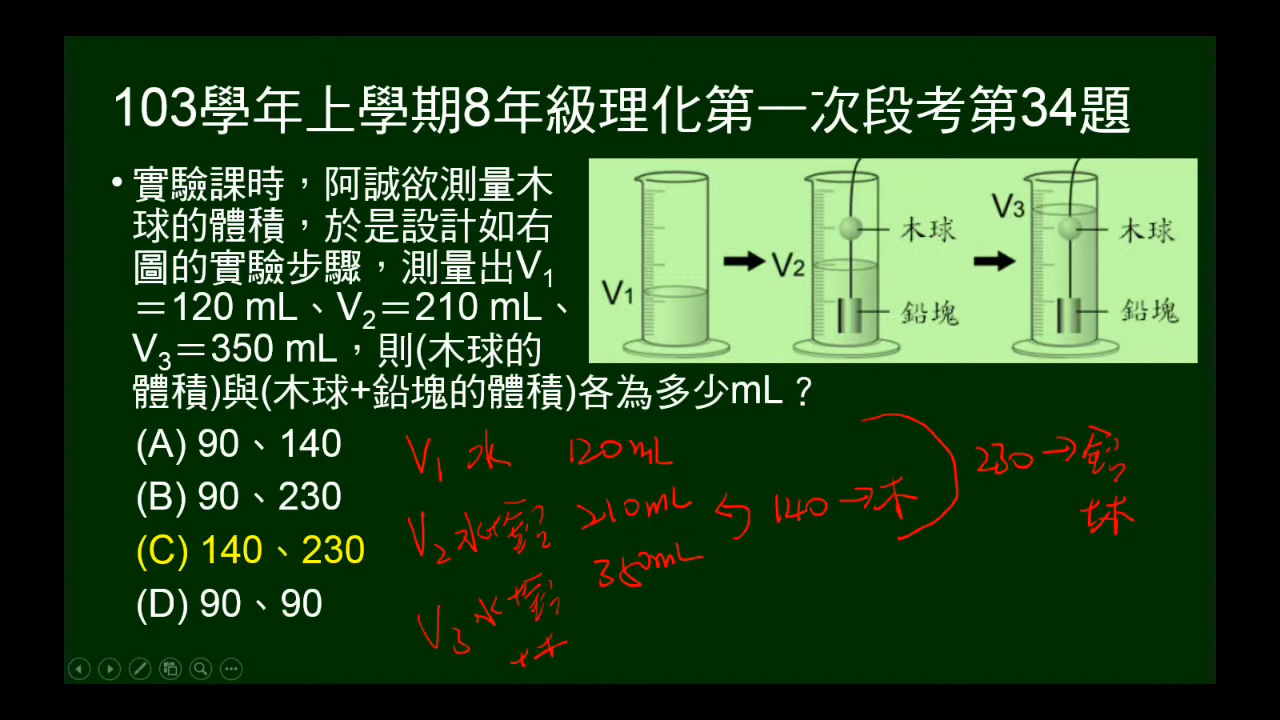 103學年上學期8年級理化第一次段考第34題
• 實驗課時，阿誠欲測量木
球的體積，於是設計如右
圖的實驗步驟，測量出V₁
＝120 mL、V₂＝210 mL、
V₃＝350 mL，則(木球的
體積)與(木球+鉛塊的體積)各為多少mL？
(A) 90、140
(B) 90、230
(C) 140、230
(D) 90、90
V₁
V₂
木球
鉛塊
V₃
木球
鉛塊
V₁ 水 120mL
V₂ 水+鉛 210mL
V₃ 水+鉛 350mL
+木
140→木
230→鉛
+木